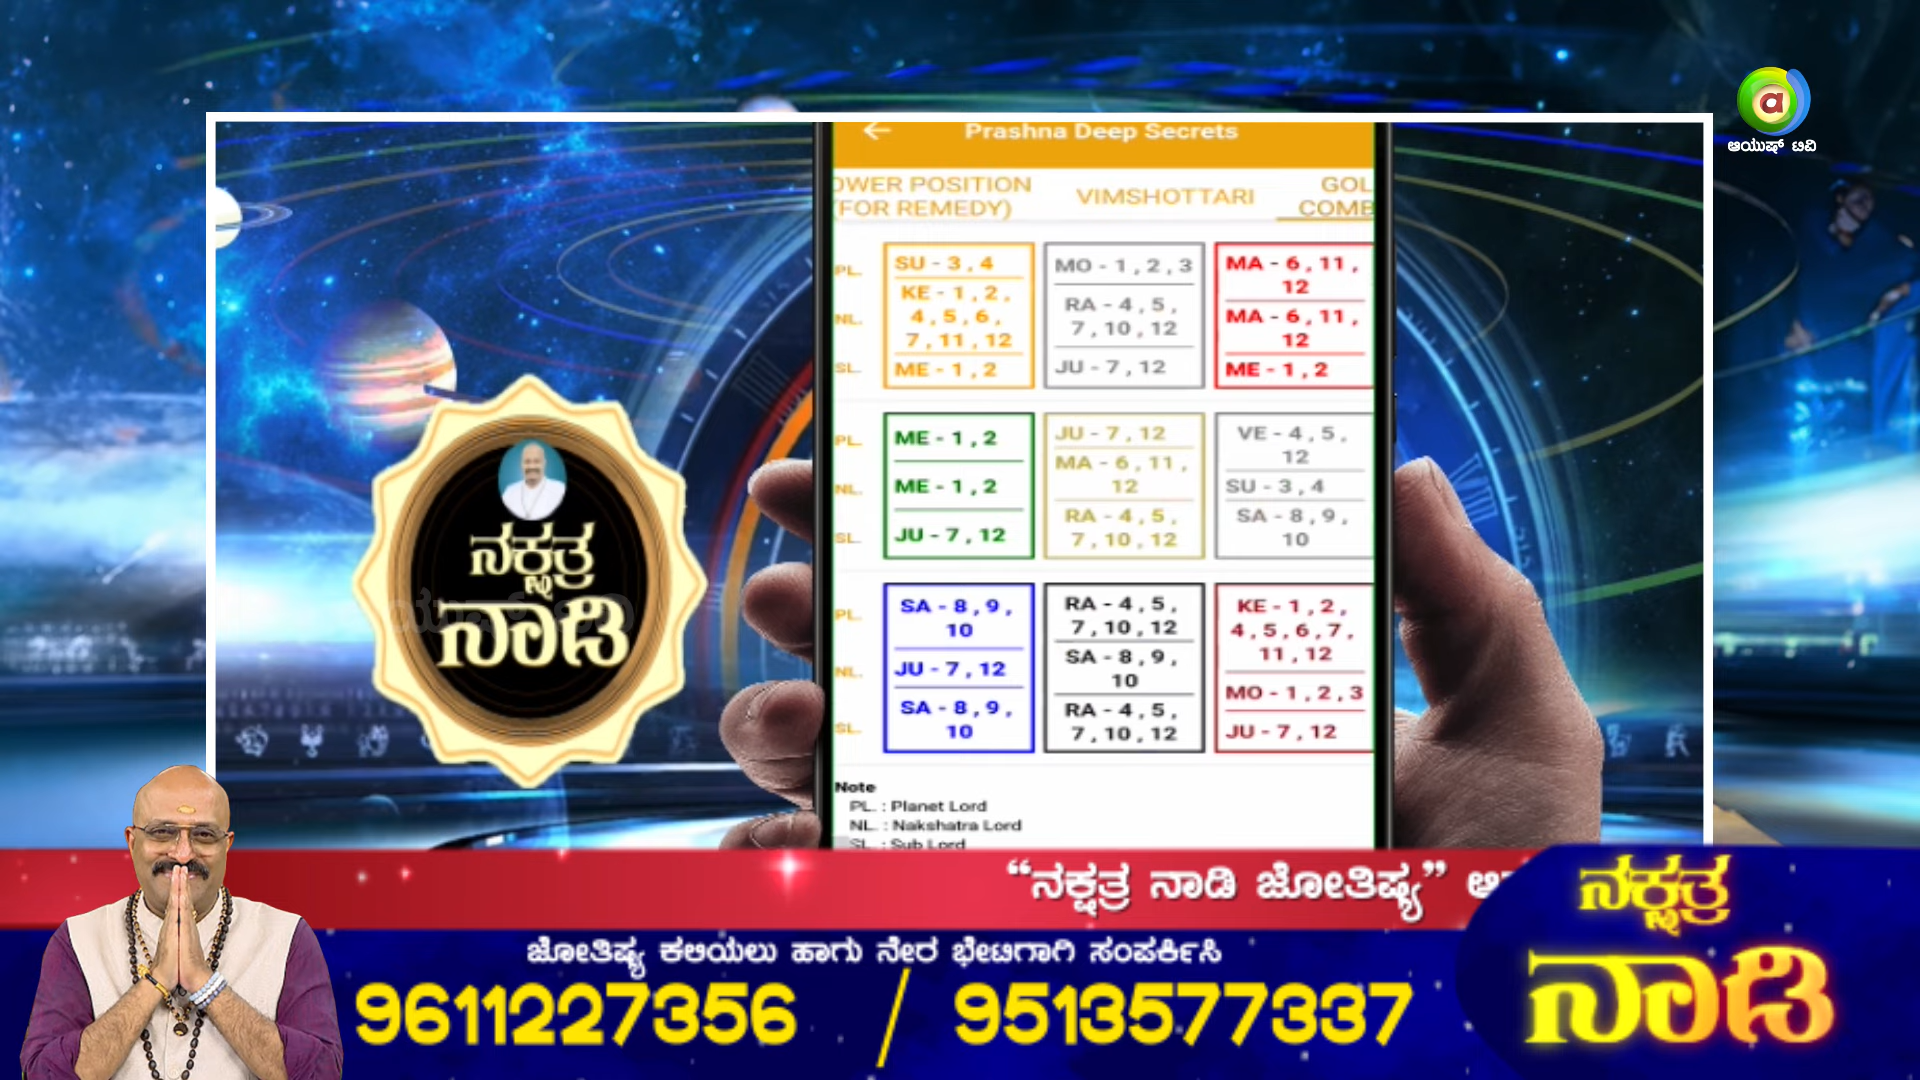 ಆಯುಷ್ ಟಿವಿ
Prashna Deep Secrets
OWER POSITION
(FOR REMEDY)
VIMSHOTTARI
GOL
COMB
PL.
NL.
SL.
SU - 3 , 4
KE - 1 , 2 ,
4 , 5 , 6 ,
7 , 11 , 12
ME - 1 , 2
MO - 1 , 2 , 3
RA - 4 , 5 ,
7 , 10 , 12
JU - 7 , 12
MA - 6 , 11 ,
12
MA - 6 , 11 ,
12
ME - 1 , 2
PL.
NL.
SL.
ME - 1 , 2
ME - 1 , 2
JU - 7 , 12
JU - 7 , 12
MA - 6 , 11 ,
12
RA - 4 , 5 ,
7 , 10 , 12
VE - 4 , 5 ,
12
SU - 3 , 4
SA - 8 , 9 ,
10
PL.
NL.
SL.
SA - 8 , 9 ,
10
JU - 7 , 12
SA - 8 , 9 ,
10
RA - 4 , 5 ,
7 , 10 , 12
SA - 8 , 9 ,
10
RA - 4 , 5 ,
7 , 10 , 12
KE - 1 , 2 ,
4 , 5 , 6 , 7 ,
11 , 12
MO - 1 , 2 , 3
JU - 7 , 12
Note
PL. : Planet Lord
NL. : Nakshatra Lord
SL. : Sub Lord
ನಕ್ಷತ್ರ
ನಾಡಿ
“ನಕ್ಷತ್ರ ನಾಡಿ ಜೋತಿಷ್ಯ”
ಜೋತಿಷ್ಯ ಕಲಿಯಲು ಹಾಗು ನೇರ ಭೇಟಿಗಾಗಿ ಸಂಪರ್ಕಿಸಿ
9611227356 / 9513577337
ನಕ್ಷತ್ರ
ನಾಡಿ